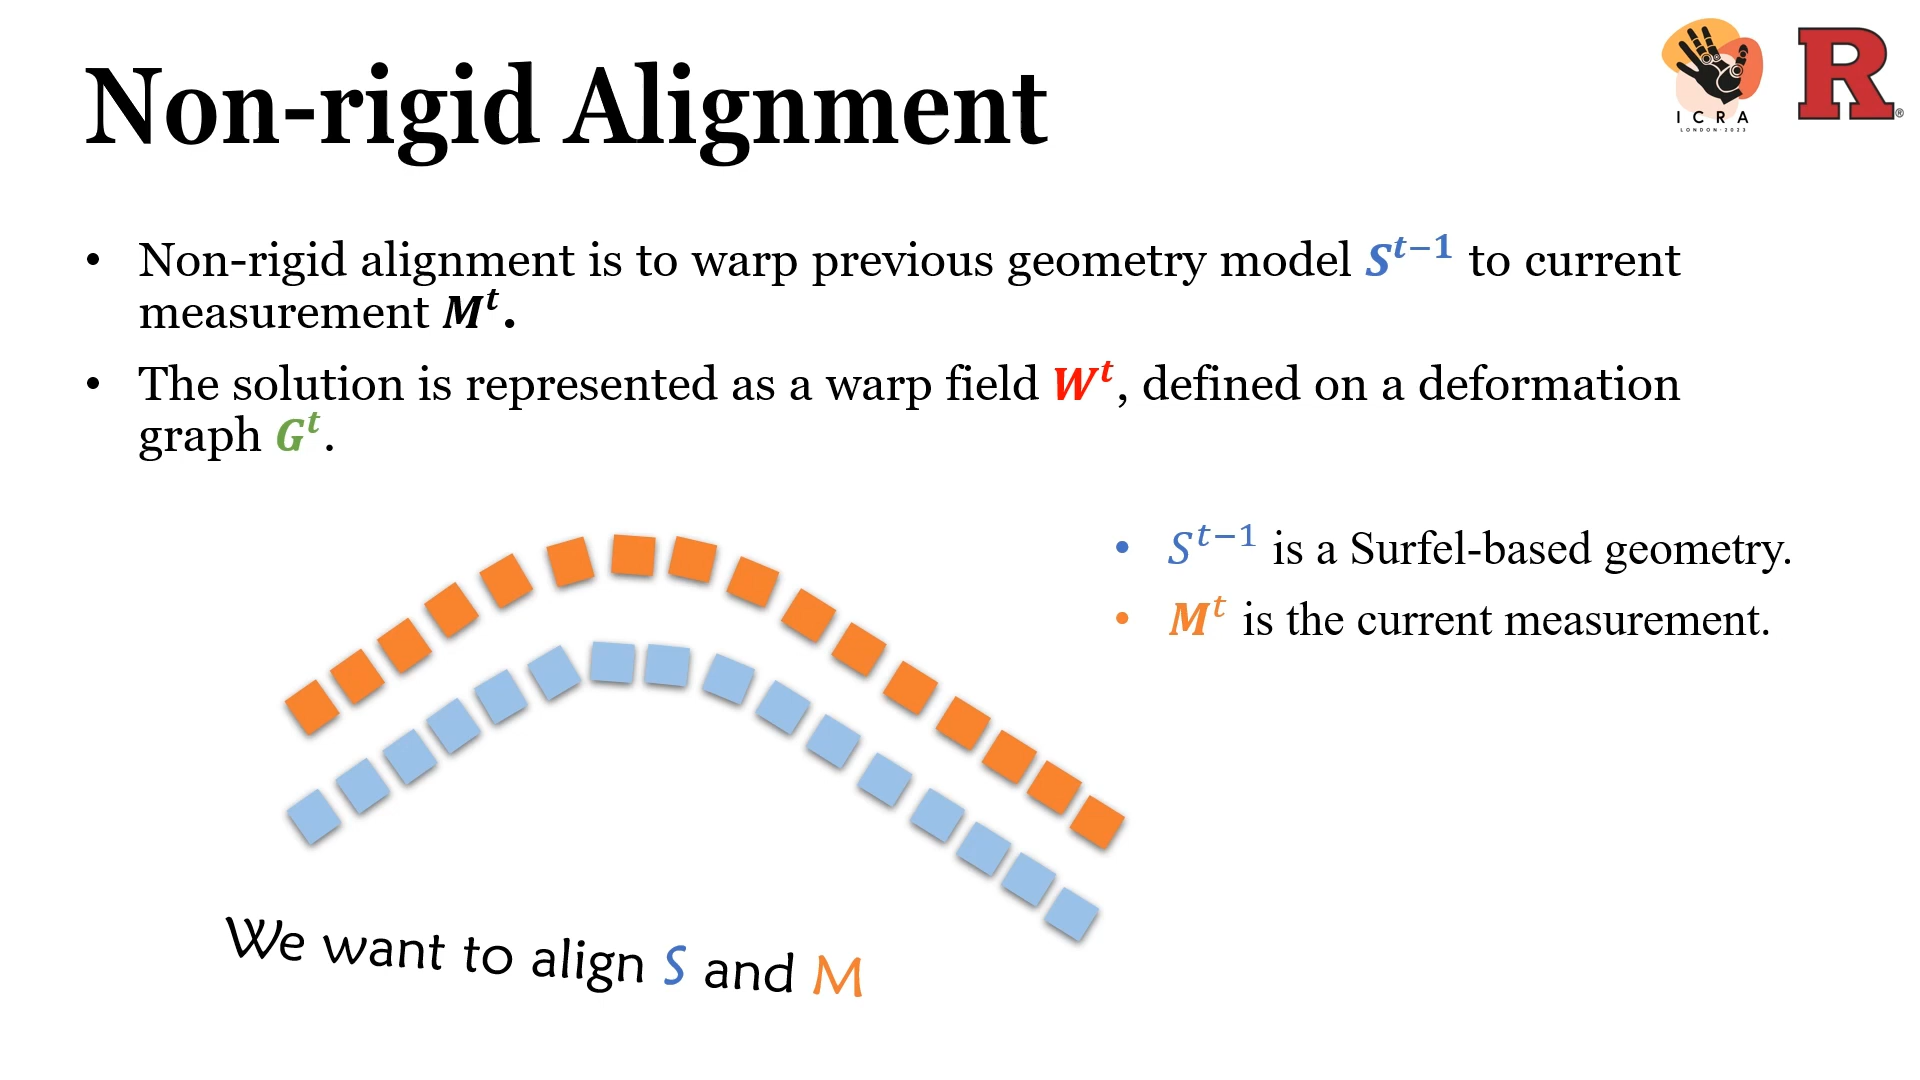 Non-rigid Alignment
ICRA
LONDON·2023
R®
• Non-rigid alignment is to warp previous geometry model S^{t−1} to current
measurement M^t.
• The solution is represented as a warp field W^t, defined on a deformation
graph G^t.
• S^{t−1} is a Surfel-based geometry.
• M^t is the current measurement.
We want to align S and M